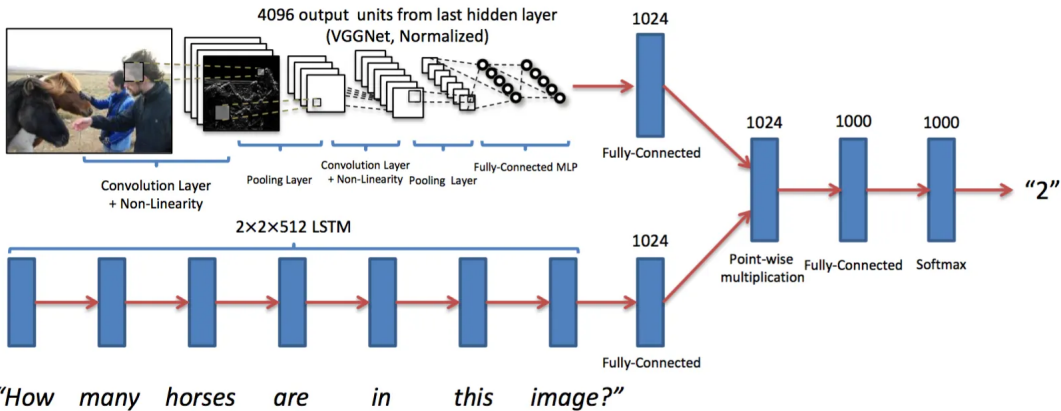 4096 output units from last hidden layer
(VGGNet, Normalized)
1024
Fully-Connected
Convolution Layer
+ Non-Linearity
Pooling Layer
Convolution Layer
+ Non-Linearity
Pooling Layer
Fully-Connected MLP
1024
1000
1000
"2"
Point-wise
multiplication
Fully-Connected
Softmax
2×2×512 LSTM
1024
Fully-Connected
"How many horses are in this image?"